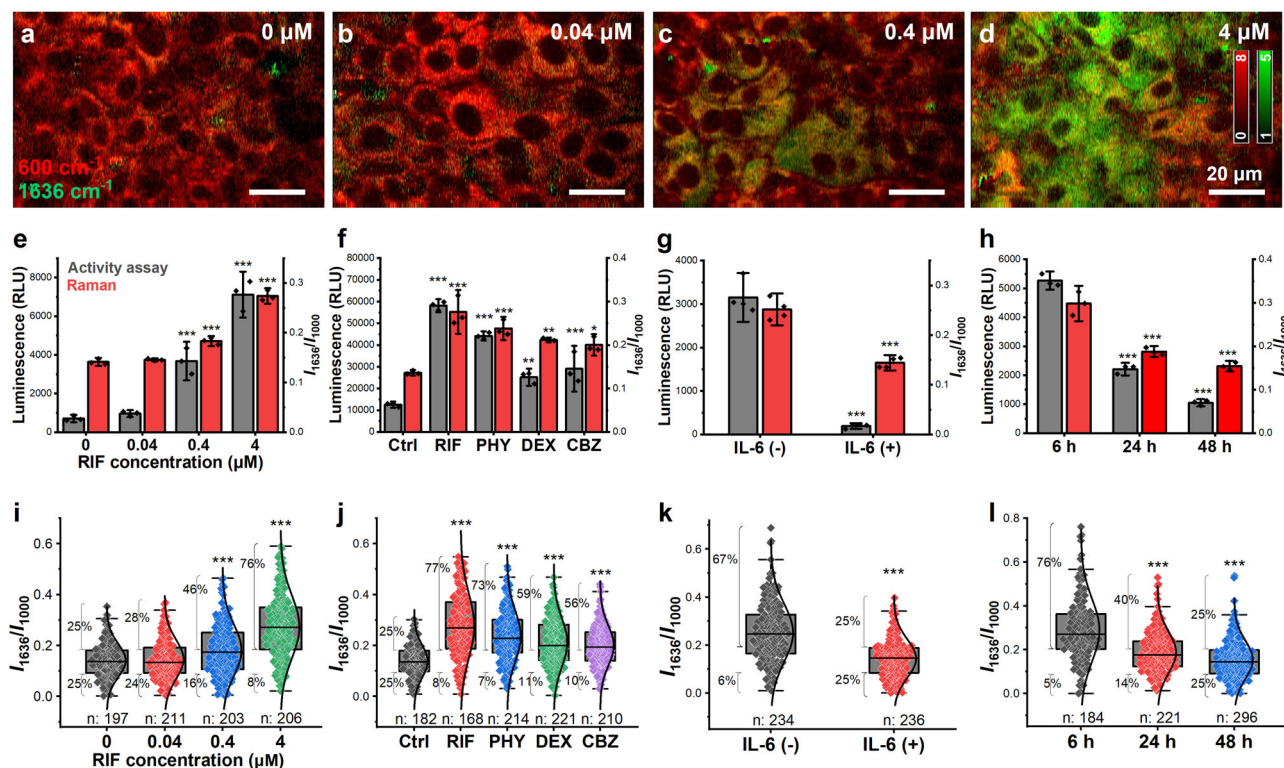 a 0 µM
b 0.04 µM
c 0.4 µM
d 4 µM
8 5
0 1
600 cm-1
1636 cm-1
20 µm
e
Luminescence (RLU)
8000
6000
4000
2000
0
Activity assay
Raman
***
***
***
***
0.3
0.2
0.1
0.0
I1636/I1000
0 0.04 0.4 4
RIF concentration (µM)
f
Luminescence (RLU)
80000
70000
60000
50000
40000
30000
20000
10000
0
***
***
***
***
**
**
***
*
0.4
0.3
0.2
0.1
0.0
I1636/I1000
Ctrl RIF PHY DEX CBZ
g
Luminescence (RLU)
4000
3000
2000
1000
0
***
***
0.4
0.3
0.2
0.1
0.0
I1636/I1000
IL-6 (-) IL-6 (+)
h
Luminescence (RLU)
6000
5000
4000
3000
2000
1000
0
***
***
***
***
0.4
0.3
0.2
0.1
0.0
I1636/I1000
6 h 24 h 48 h
i
I1636/I1000
0.6
0.4
0.2
0.0
***
***
25% 28% 46% 76%
25% 24% 16% 8%
n: 197 n: 211 n: 203 n: 206
0 0.04 0.4 4
RIF concentration (µM)
j
0.6
0.4
0.2
0.0
***
***
***
***
25% 77% 73% 59% 56%
25% 8% 7% 11% 10%
n: 182 n: 168 n: 214 n: 221 n: 210
Ctrl RIF PHY DEX CBZ
k
0.6
0.4
0.2
0.0
***
67% 25%
6% 25%
n: 234 n: 236
IL-6 (-) IL-6 (+)
l
0.8
0.6
0.4
0.2
0.0
***
***
76% 40% 25%
5% 14% 25%
n: 184 n: 221 n: 296
6 h 24 h 48 h